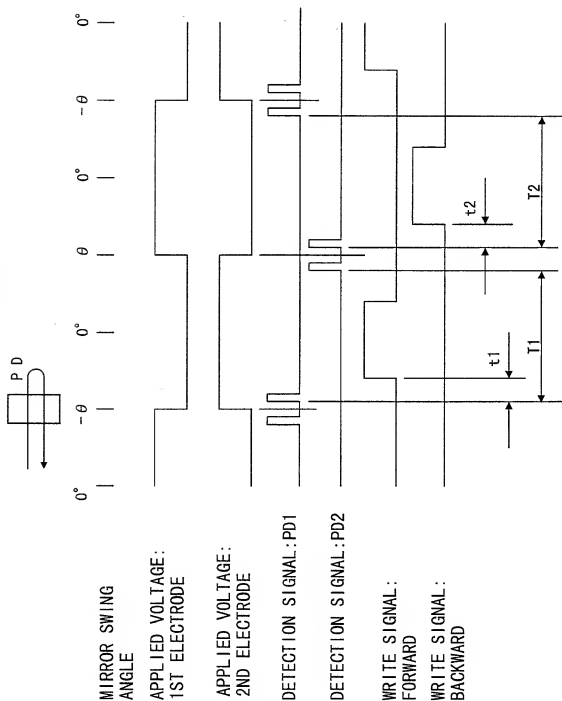 P D
MIRROR SWING
ANGLE
0°
-θ
0°
θ
0°
-θ
0°
APPLIED VOLTAGE:
1ST ELECTRODE
APPLIED VOLTAGE:
2ND ELECTRODE
DETECTION SIGNAL:PD1
DETECTION SIGNAL:PD2
WRITE SIGNAL:
FORWARD
WRITE SIGNAL:
BACKWARD
t1
t2
T1
T2